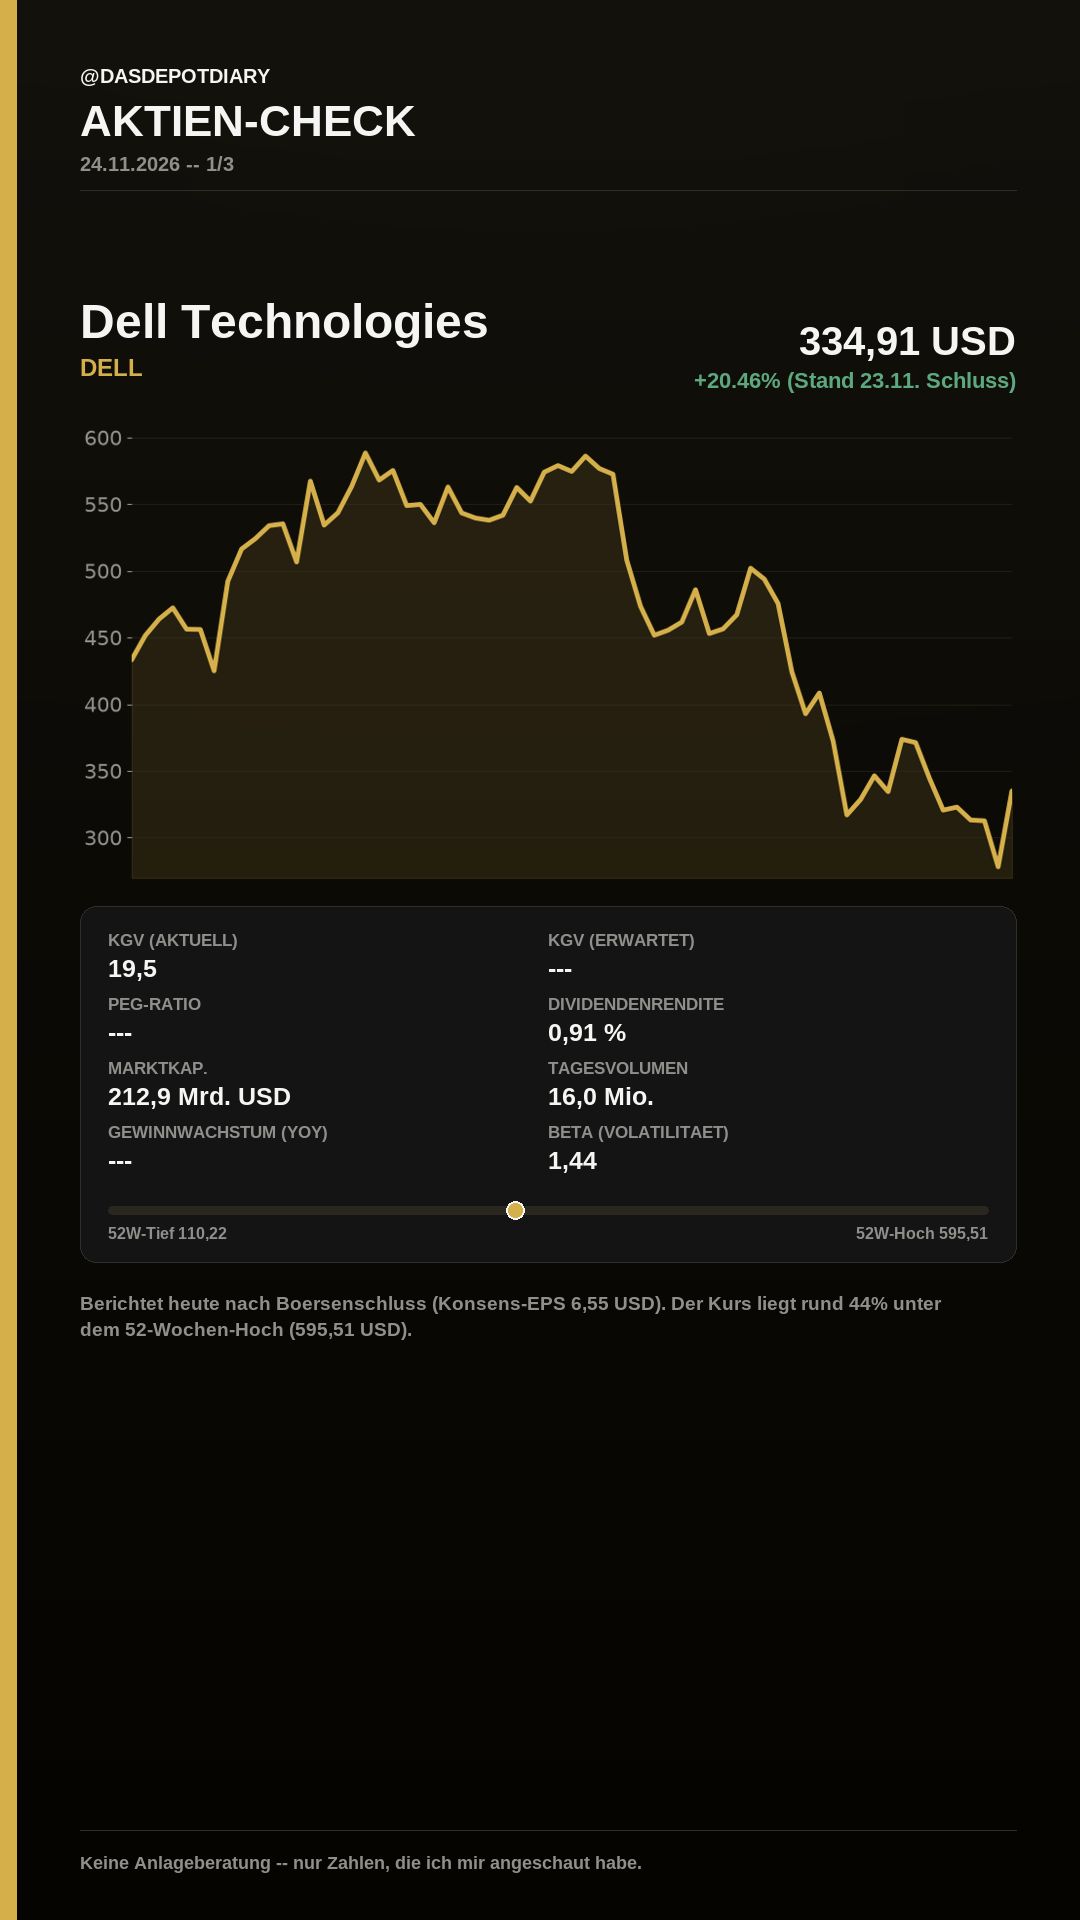 @DASDEPOTDIARY
AKTIEN-CHECK
24.11.2026 -- 1/3
Dell Technologies
DELL
334,91 USD
+20.46% (Stand 23.11. Schluss)
600
550
500
450
400
350
300
KGV (AKTUELL)
19,5
KGV (ERWARTET)
---
PEG-RATIO
---
DIVIDENDENRENDITE
0,91 %
MARKTKAP.
212,9 Mrd. USD
TAGESVOLUMEN
16,0 Mio.
GEWINNWACHSTUM (YOY)
---
BETA (VOLATILITAET)
1,44
52W-Tief 110,22
52W-Hoch 595,51
Berichtet heute nach Boersenschluss (Konsens-EPS 6,55 USD). Der Kurs liegt rund 44% unter
dem 52-Wochen-Hoch (595,51 USD).
Keine Anlageberatung -- nur Zahlen, die ich mir angeschaut habe.